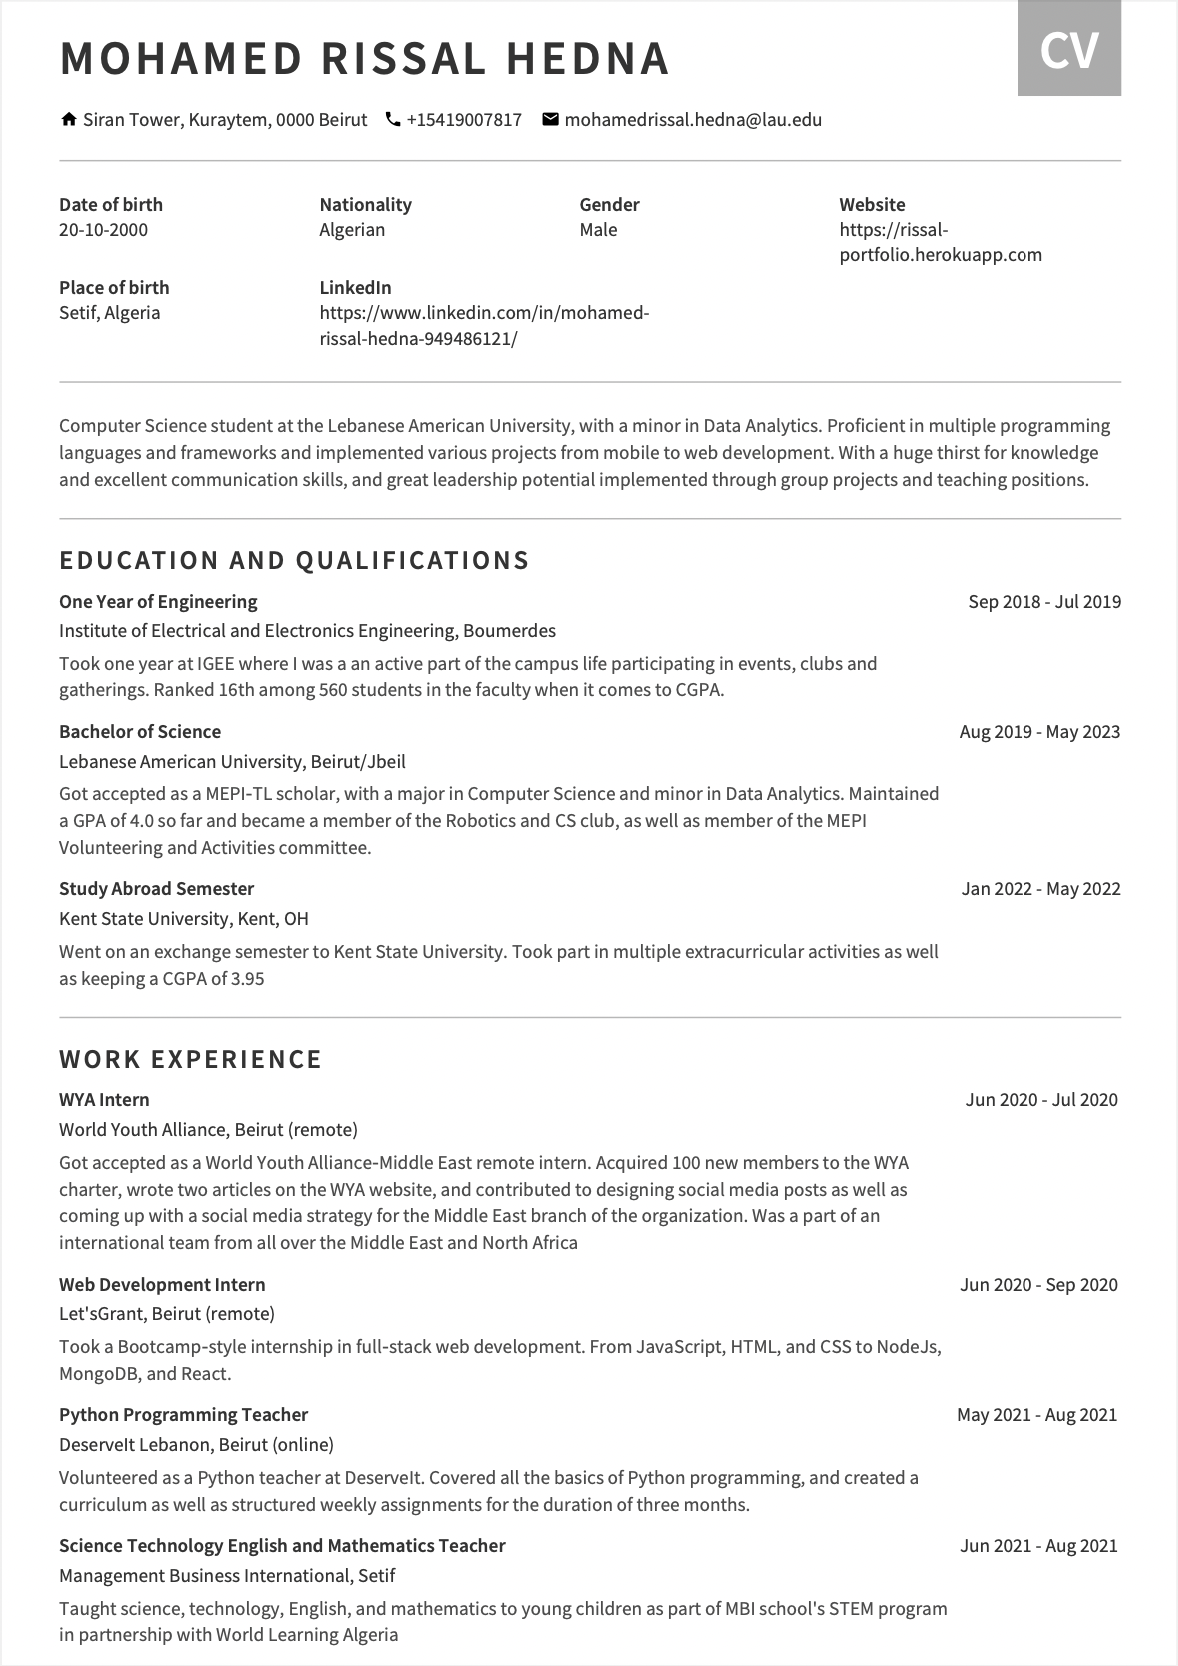 MOHAMED RISSAL HEDNA
CV
Siran Tower, Kuraytem, 0000 Beirut +15419007817 mohamedrissal.hedna@lau.edu
Date of birth Nationality Gender Website
20-10-2000 Algerian Male https://rissal-
portfolio.herokuapp.com
Place of birth LinkedIn
Setif, Algeria https://www.linkedin.com/in/mohamed-
rissal-hedna-949486121/
Computer Science student at the Lebanese American University, with a minor in Data Analytics. Proficient in multiple programming
languages and frameworks and implemented various projects from mobile to web development. With a huge thirst for knowledge
and excellent communication skills, and great leadership potential implemented through group projects and teaching positions.
EDUCATION AND QUALIFICATIONS
One Year of Engineering Sep 2018 - Jul 2019
Institute of Electrical and Electronics Engineering, Boumerdes
Took one year at IGEE where I was a an active part of the campus life participating in events, clubs and
gatherings. Ranked 16th among 560 students in the faculty when it comes to CGPA.
Bachelor of Science Aug 2019 - May 2023
Lebanese American University, Beirut/Jbeil
Got accepted as a MEPI-TL scholar, with a major in Computer Science and minor in Data Analytics. Maintained
a GPA of 4.0 so far and became a member of the Robotics and CS club, as well as member of the MEPI
Volunteering and Activities committee.
Study Abroad Semester Jan 2022 - May 2022
Kent State University, Kent, OH
Went on an exchange semester to Kent State University. Took part in multiple extracurricular activities as well
as keeping a CGPA of 3.95
WORK EXPERIENCE
WYA Intern Jun 2020 - Jul 2020
World Youth Alliance, Beirut (remote)
Got accepted as a World Youth Alliance-Middle East remote intern. Acquired 100 new members to the WYA
charter, wrote two articles on the WYA website, and contributed to designing social media posts as well as
coming up with a social media strategy for the Middle East branch of the organization. Was a part of an
international team from all over the Middle East and North Africa
Web Development Intern Jun 2020 - Sep 2020
Let'sGrant, Beirut (remote)
Took a Bootcamp-style internship in full-stack web development. From JavaScript, HTML, and CSS to NodeJs,
MongoDB, and React.
Python Programming Teacher May 2021 - Aug 2021
DeserveIt Lebanon, Beirut (online)
Volunteered as a Python teacher at DeserveIt. Covered all the basics of Python programming, and created a
curriculum as well as structured weekly assignments for the duration of three months.
Science Technology English and Mathematics Teacher Jun 2021 - Aug 2021
Management Business International, Setif
Taught science, technology, English, and mathematics to young children as part of MBI school's STEM program
in partnership with World Learning Algeria